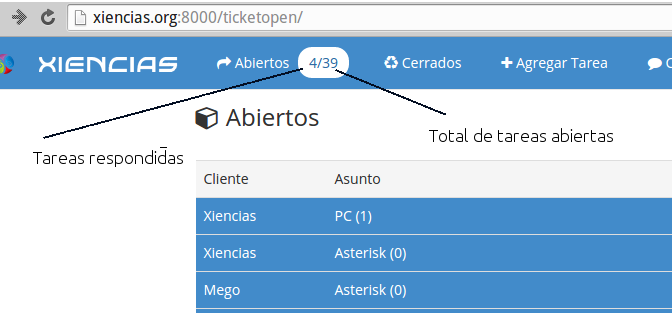 xiencias.org:8000/ticketopen/
XIENCIAS Abiertos 4/39 Cerrados Agregar Tarea
Abiertos
Total de tareas abiertas
Tareas respondidas
Cliente Asunto
Xiencias PC (1)
Xiencias Asterisk (0)
Mego Asterisk (0)